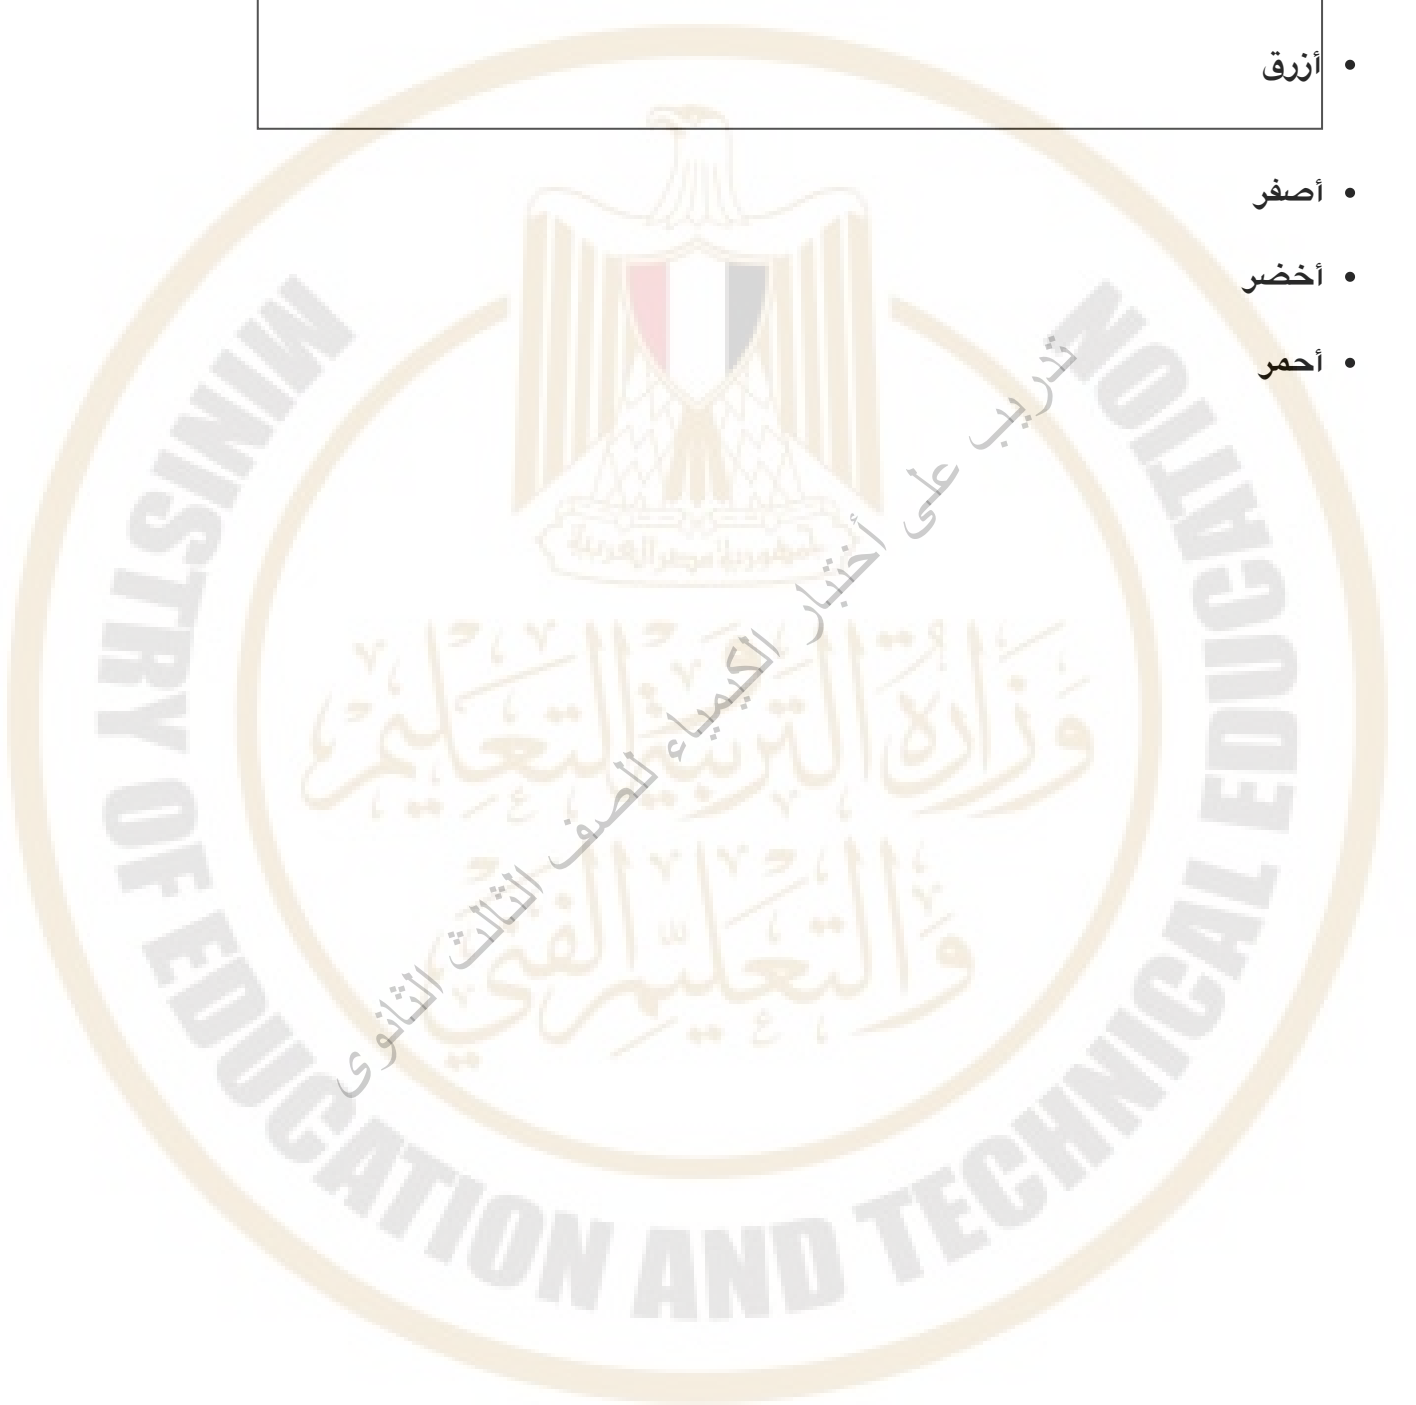 • أزرق
• أصفر
• أخضر
• أحمر
تدريب على أختبار الكيمياء للصف الثالث الثانوى
جمهورية مصر العربية
وزارة التربية والتعليم
والتعليم الفني
MINISTRY OF EDUCATION AND TECHNICAL EDUCATION